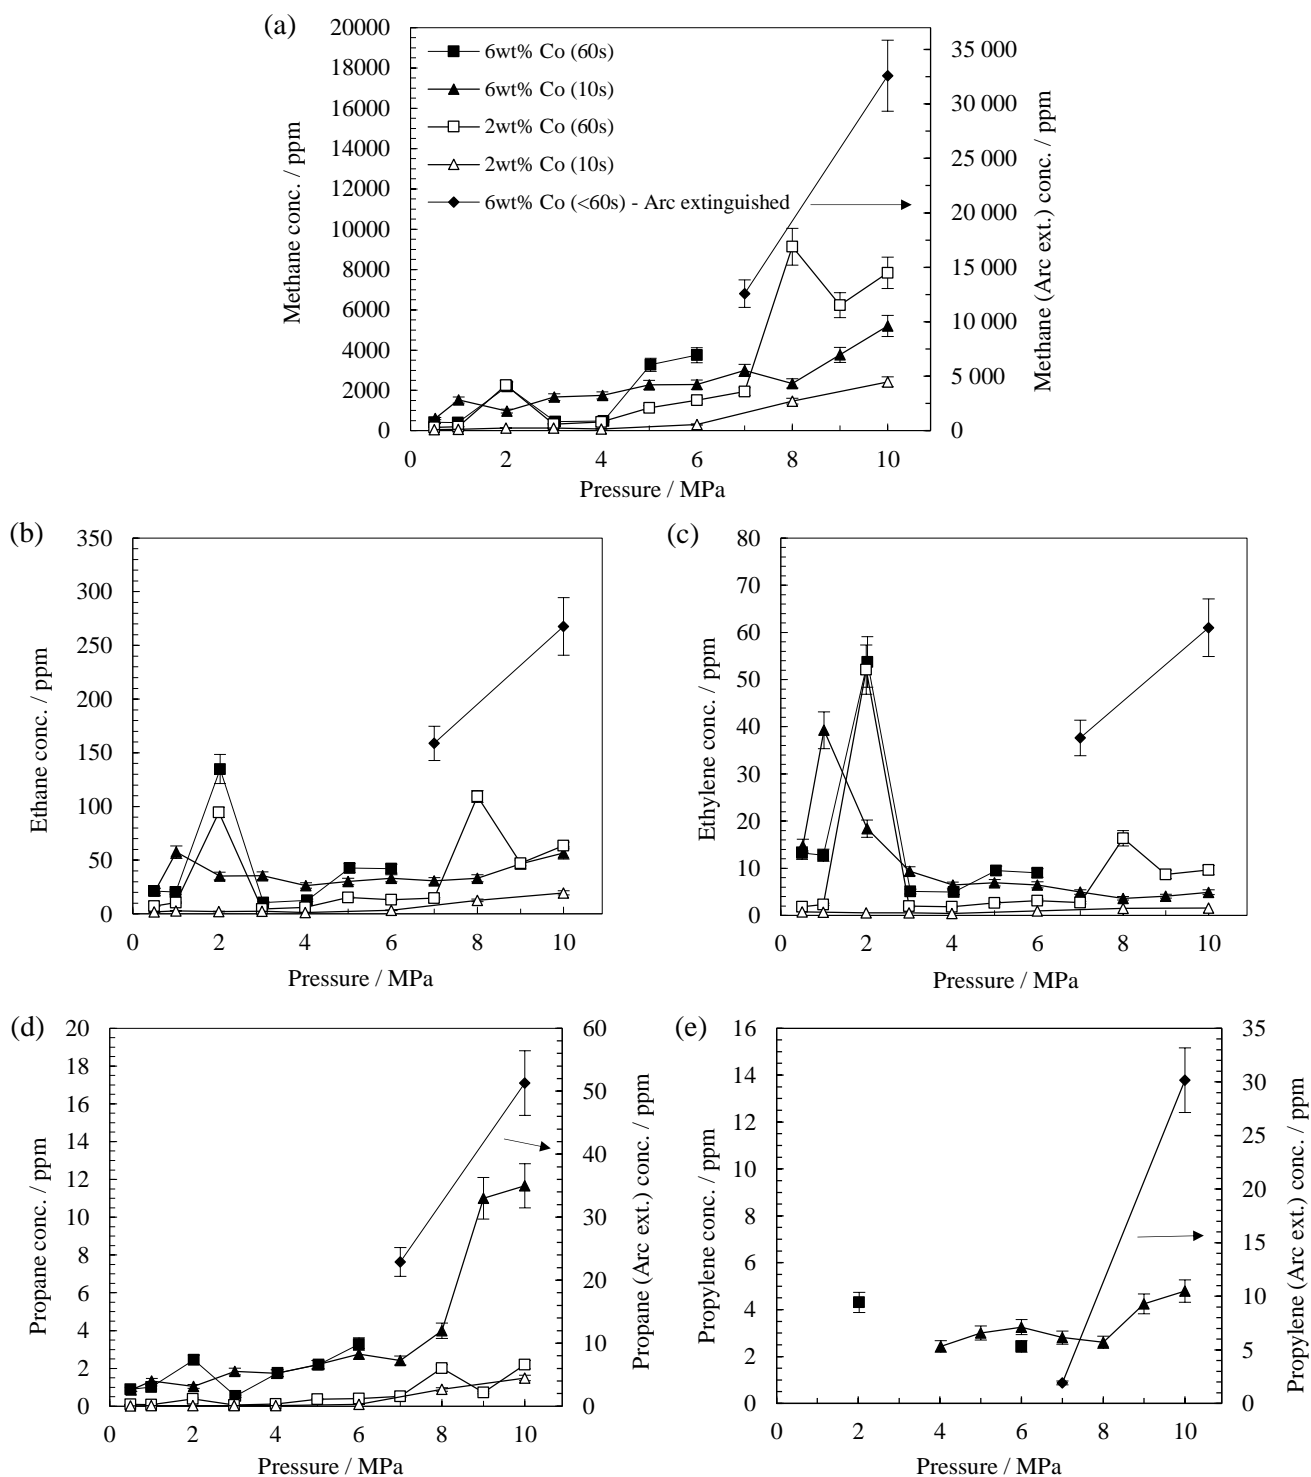 (a)
20000
18000
16000
14000
12000
10000
8000
6000
4000
2000
0
Methane conc. / ppm
6wt% Co (60s)
6wt% Co (10s)
2wt% Co (60s)
2wt% Co (10s)
6wt% Co (<60s) - Arc extinguished
35 000
30 000
25 000
20 000
15 000
10 000
5 000
0
Methane (Arc ext.) conc. / ppm
0 2 4 6 8 10
Pressure / MPa
(b)
350
300
250
200
150
100
50
0
Ethane conc. / ppm
0 2 4 6 8 10
Pressure / MPa
(c)
80
70
60
50
40
30
20
10
0
Ethylene conc. / ppm
0 2 4 6 8 10
Pressure / MPa
(d)
20
18
16
14
12
10
8
6
4
2
0
Propane conc. / ppm
60
50
40
30
20
10
0
Propane (Arc ext.) conc. / ppm
0 2 4 6 8 10
Pressure / MPa
(e)
16
14
12
10
8
6
4
2
0
Propylene conc. / ppm
35
30
25
20
15
10
5
0
Propylene (Arc ext.) conc. / ppm
0 2 4 6 8 10
Pressure / MPa